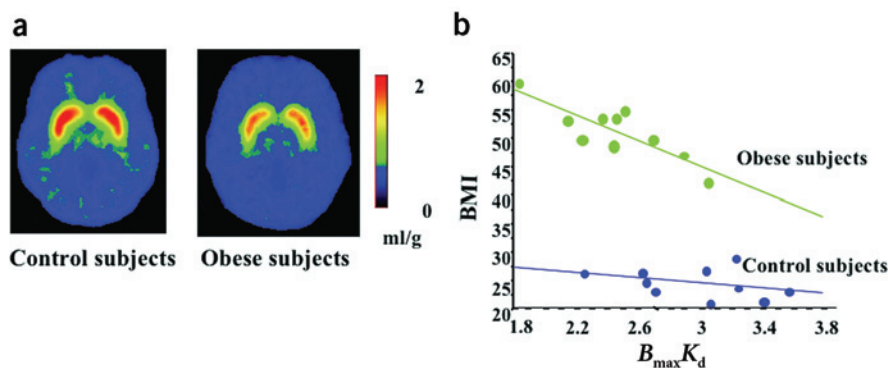 a
2
0
ml/g
Control subjects
Obese subjects
b
65
60
55
50
45
40
35
30
25
20
BMI
Obese subjects
Control subjects
1.8
2.2
2.6
3
3.4
3.8
BmaxKd